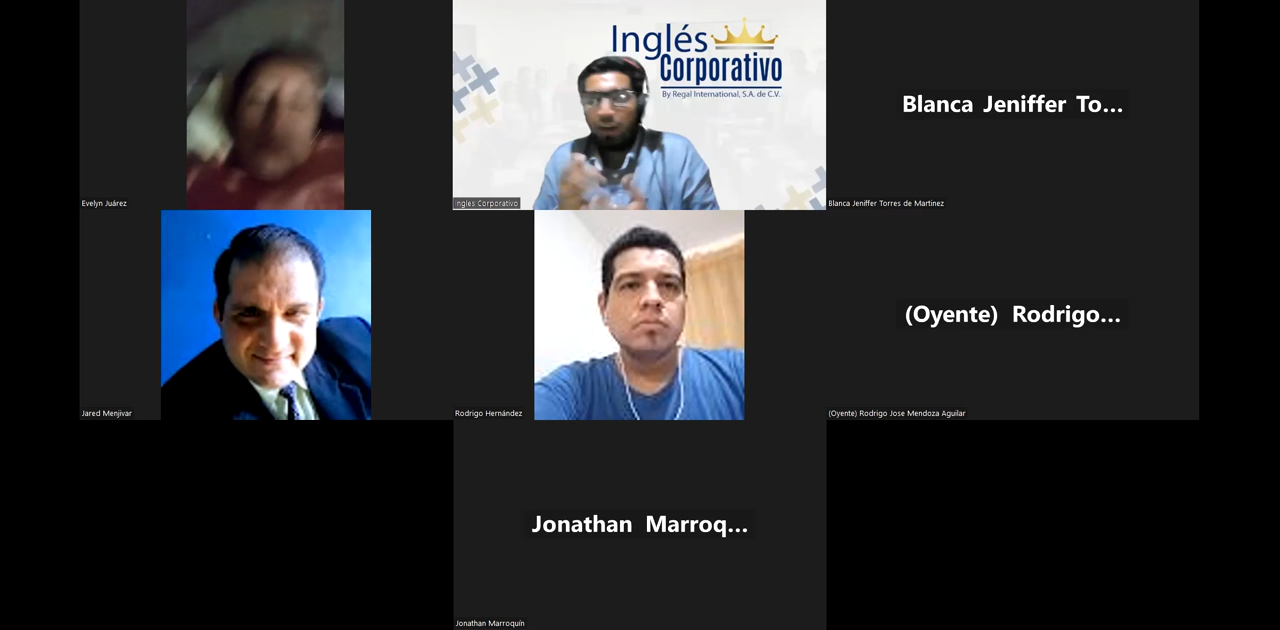 Inglés
Corporativo
By Regal International, S.A. de C.V.
Blanca Jeniffer To...
Evelyn Juárez
Ingles Corporativo
Blanca Jeniffer Torres de Martinez
(Oyente) Rodrigo...
Jared Menjivar
Rodrigo Hernández
(Oyente) Rodrigo Jose Mendoza Aguilar
Jonathan Marroq...
Jonathan Marroquín